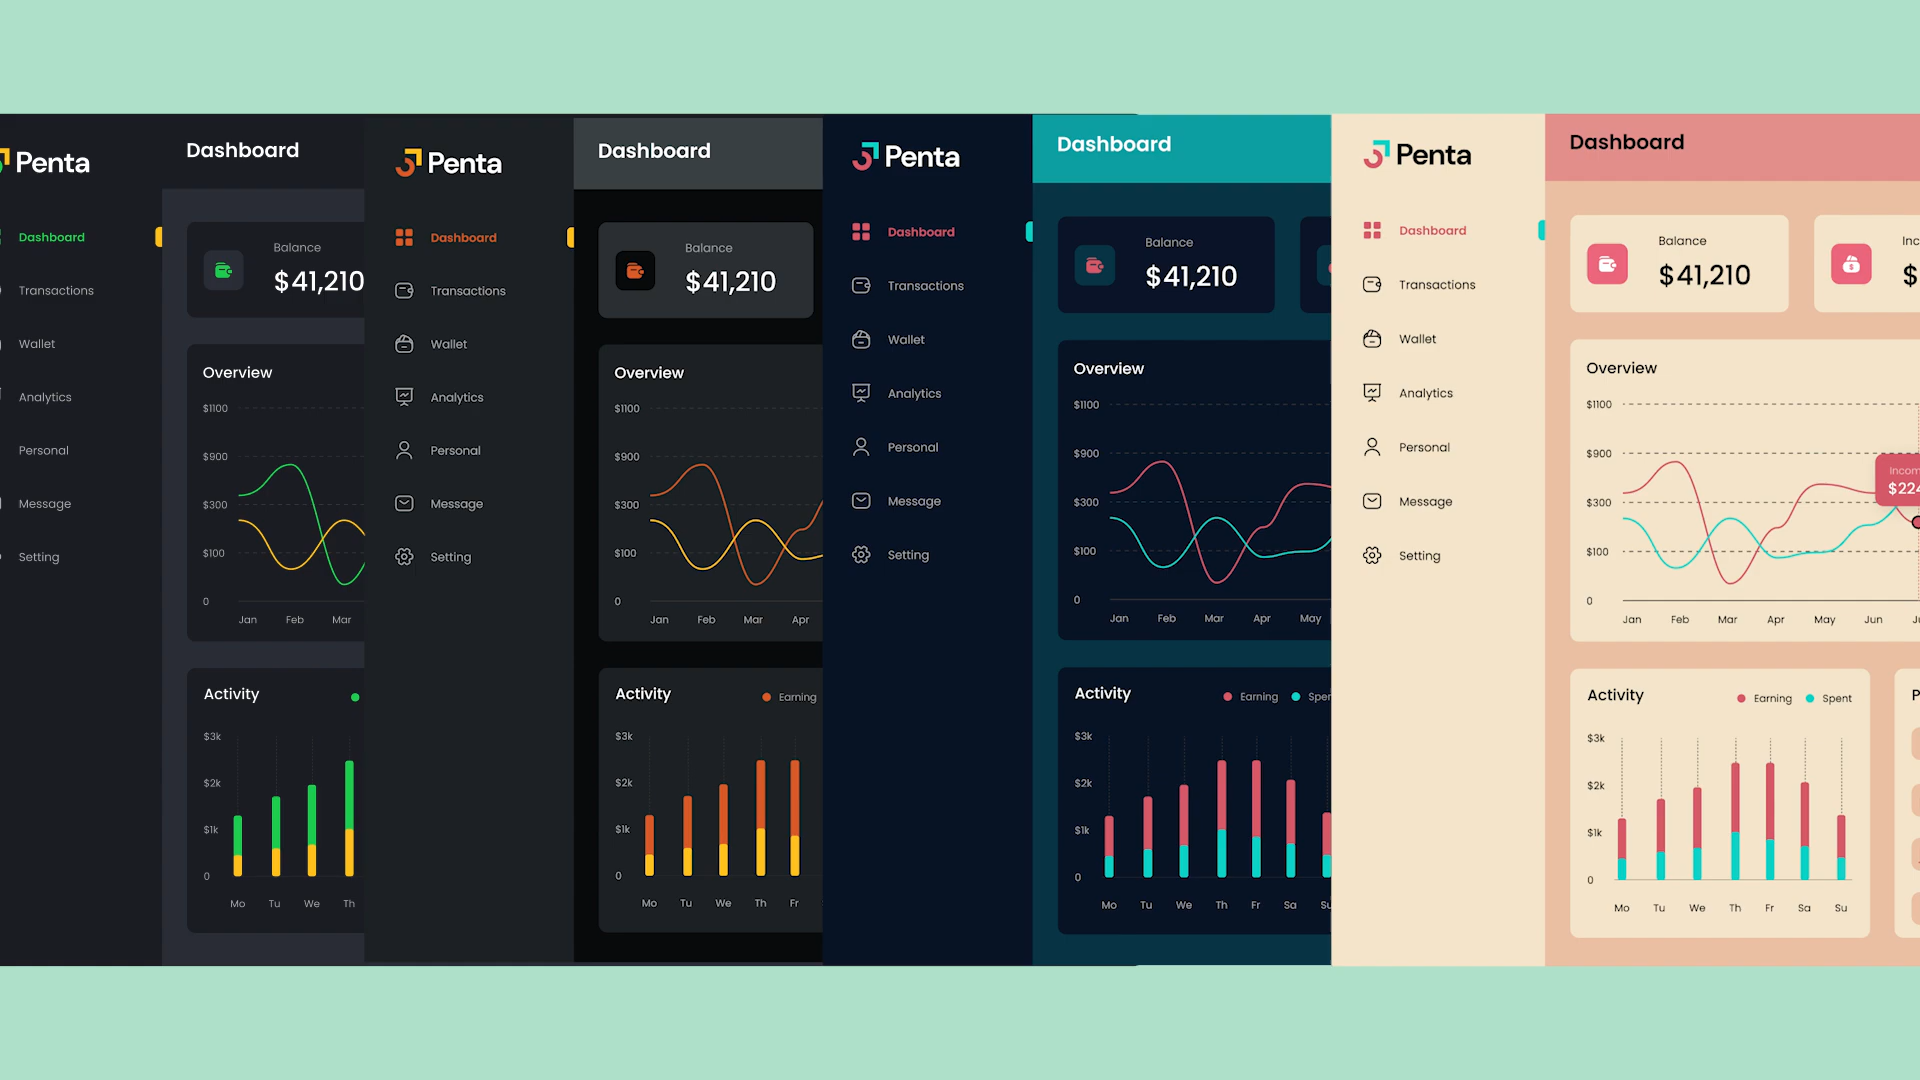 Penta
Dashboard
Transactions
Wallet
Analytics
Personal
Message
Setting
Dashboard
Balance
$41,210
Overview
$1100
$900
$300
$100
0
Jan Feb Mar
Activity
$3k
$2k
$1k
0
Mo Tu We Th
Penta
Dashboard
Transactions
Wallet
Analytics
Personal
Message
Setting
Dashboard
Balance
$41,210
Overview
$1100
$900
$300
$100
0
Jan Feb Mar Apr
Activity
Earning
$3k
$2k
$1k
0
Mo Tu We Th Fr
Penta
Dashboard
Transactions
Wallet
Analytics
Personal
Message
Setting
Dashboard
Balance
$41,210
Overview
$1100
$900
$300
$100
0
Jan Feb Mar Apr May
Activity
Earning Spen
$3k
$2k
$1k
0
Mo Tu We Th Fr Sa Su
Penta
Dashboard
Transactions
Wallet
Analytics
Personal
Message
Setting
Dashboard
Balance
$41,210
Inc
$
Overview
$1100
$900
$300
$100
0
Incom
$224
Jan Feb Mar Apr May Jun
Activity
Earning Spent
$3k
$2k
$1k
0
Mo Tu We Th Fr Sa Su